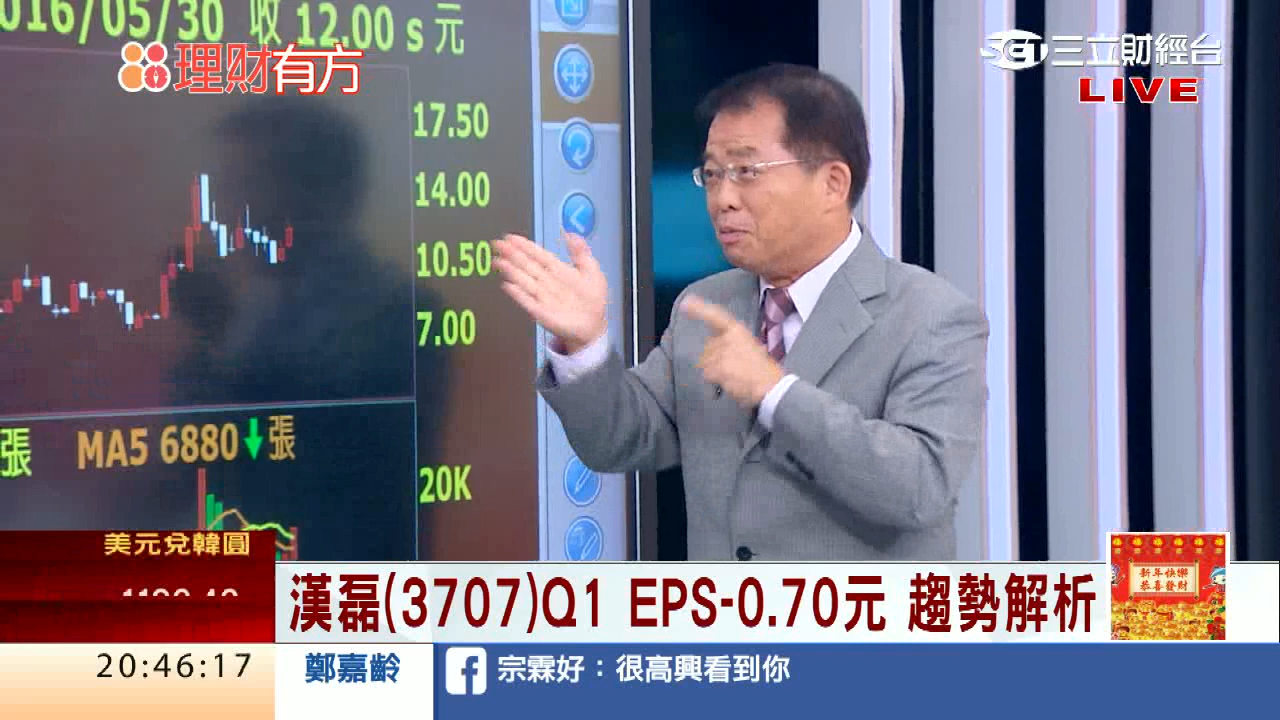 2016/05/30 收 12.00 s 元
理財有方
三立財經台
LIVE
17.50
14.00
10.50
7.00
張 MA5 6880↓張
20K
美元兌韓圓
漢磊(3707)Q1 EPS-0.70元 趨勢解析
新年快樂
恭喜發財
20:46:17
鄭嘉齡
宗霖好：很高興看到你